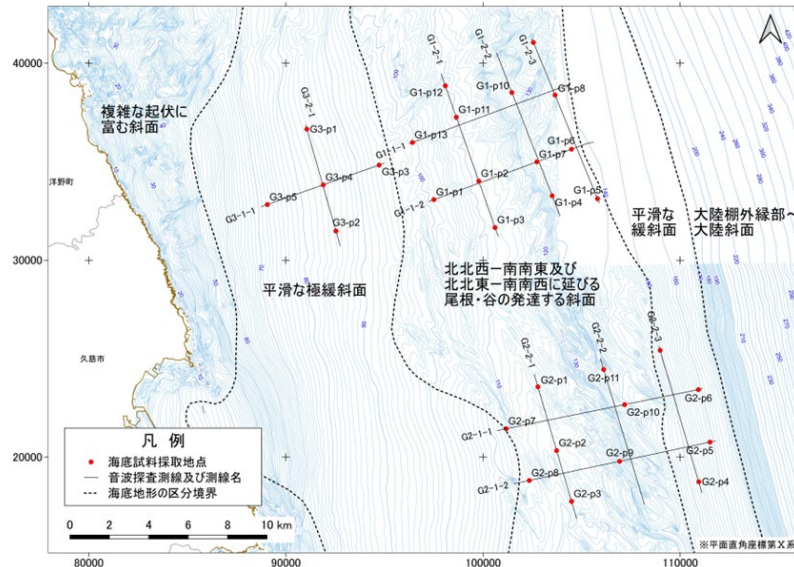 40000
30000
20000
80000
90000
100000
110000
複雑な起伏に
富む斜面
洋野町
久慈市
平滑な極緩斜面
北北西－南南東及び
北北東－南南西に延びる
尾根・谷の発達する斜面
平滑な
緩斜面
大陸棚外縁部～
大陸斜面
G3-2-1
G3-p1
G3-p4
G3-p3
G3-p5
G3-p2
G3-1-1
G1-2-1
G1-2-2
G1-2-3
G1-p12
G1-p11
G1-p10
G1-p8
G1-p13
G1-1-1
G1-p6
G1-p7
G1-p2
G1-p1
G1-1-2
G1-p4
G1-p5
G1-p3
G2-2-1
G2-2-2
G2-2-3
G2-p1
G2-p11
G2-p6
G2-p10
G2-p7
G2-1-1
G2-p2
G2-p9
G2-p5
G2-p8
G2-1-2
G2-p3
G2-p4
凡 例
海底試料採取地点
音波探査測線及び測線名
海底地形の区分境界
0 2 4 6 8 10 km
※平面直角座標第Ⅹ系